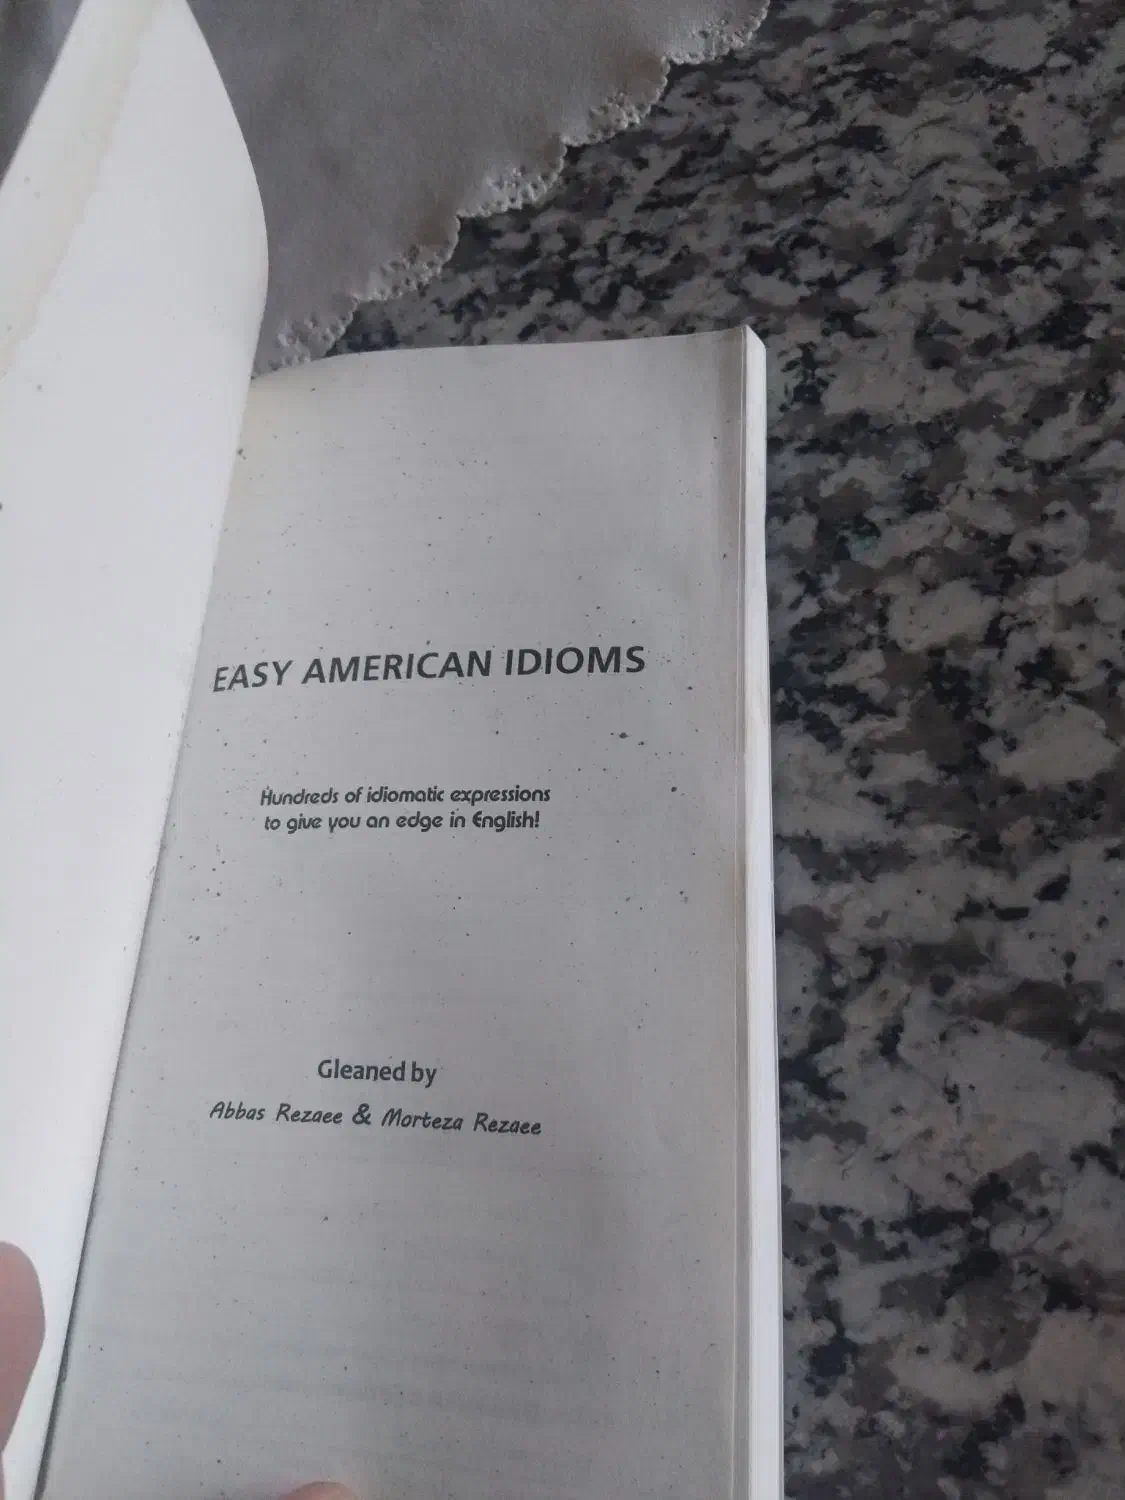 EASY AMERICAN IDIOMS
Hundreds of idiomatic expressions
to give you an edge in English!
Gleaned by
Abbas Rezaee & Morteza Rezaee